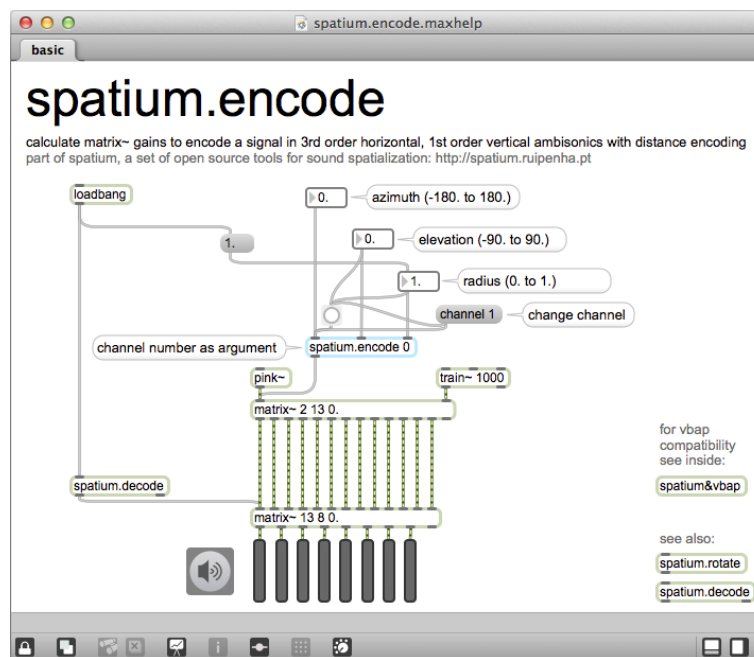 spatium.encode.maxhelp
basic
spatium.encode
calculate matrix~ gains to encode a signal in 3rd order horizontal, 1st order vertical ambisonics with distance encoding
part of spatium, a set of open source tools for sound spatialization: http://spatium.ruipenha.pt
loadbang
0.
azimuth (-180. to 180.)
1.
0.
elevation (-90. to 90.)
1.
radius (0. to 1.)
channel 1
change channel
channel number as argument
spatium.encode 0
pink~
train~ 1000
matrix~ 2 13 0.
for vbap
compatibility
see inside:
spatium.decode
spatium&vbap
matrix~ 13 8 0.
see also:
spatium.rotate
spatium.decode